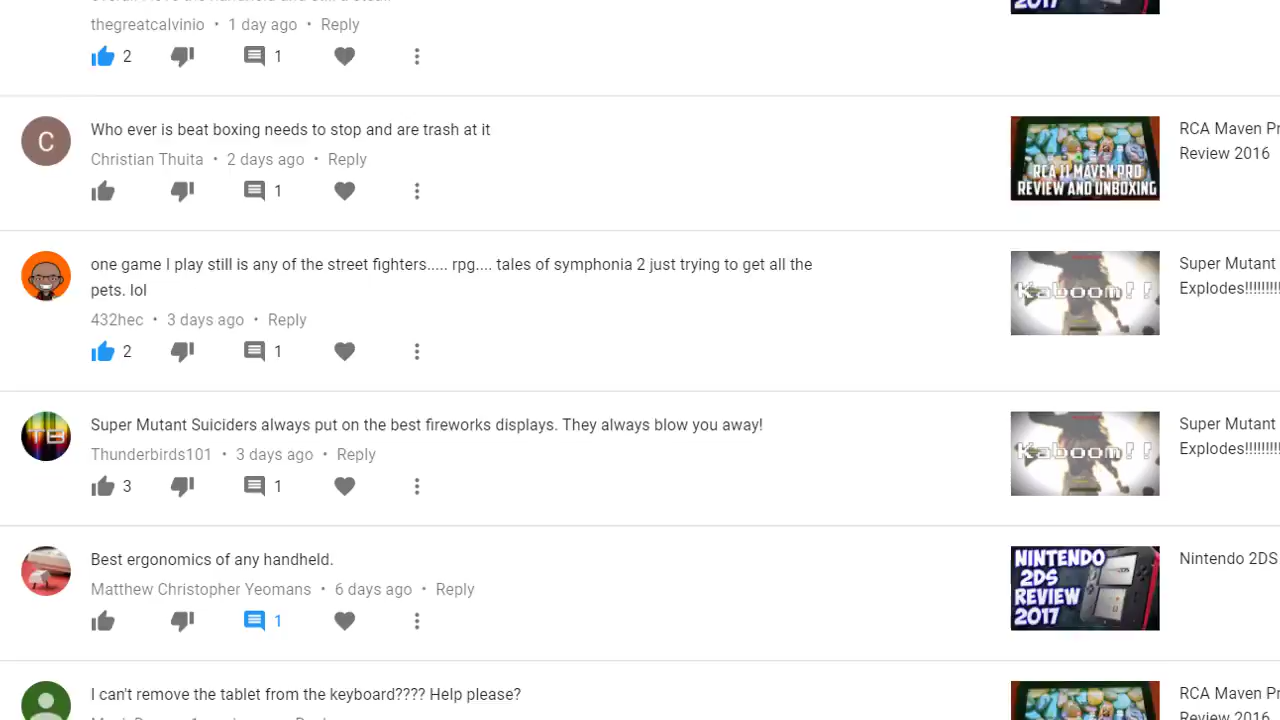 2017
thegreatcalvinio • 1 day ago • Reply
2 1
C
Who ever is beat boxing needs to stop and are trash at it
Christian Thuita • 2 days ago • Reply
1
RCA 11 MAVEN PRO
REVIEW AND UNBOXING
RCA Maven Pr
Review 2016
one game I play still is any of the street fighters..... rpg.... tales of symphonia 2 just trying to get all the
pets. lol
432hec • 3 days ago • Reply
2 1
Kaboom!!
Super Mutant
Explodes!!!!!!!!!
TB
Super Mutant Suiciders always put on the best fireworks displays. They always blow you away!
Thunderbirds101 • 3 days ago • Reply
3 1
Kaboom!!
Super Mutant
Explodes!!!!!!!!!
Best ergonomics of any handheld.
Matthew Christopher Yeomans • 6 days ago • Reply
1
NINTENDO
2DS
REVIEW
2017
Nintendo 2DS
I can't remove the tablet from the keyboard???? Help please?
RCA Maven Pr
Review 2016